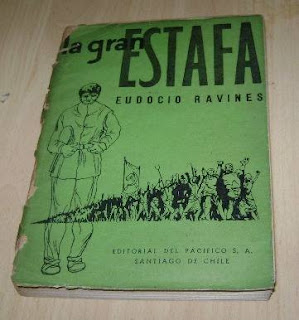 La gran
ESTAFA
EUDOCIO RAVINES
EDITORIAL DEL PACIFICO S. A.
SANTIAGO DE CHILE